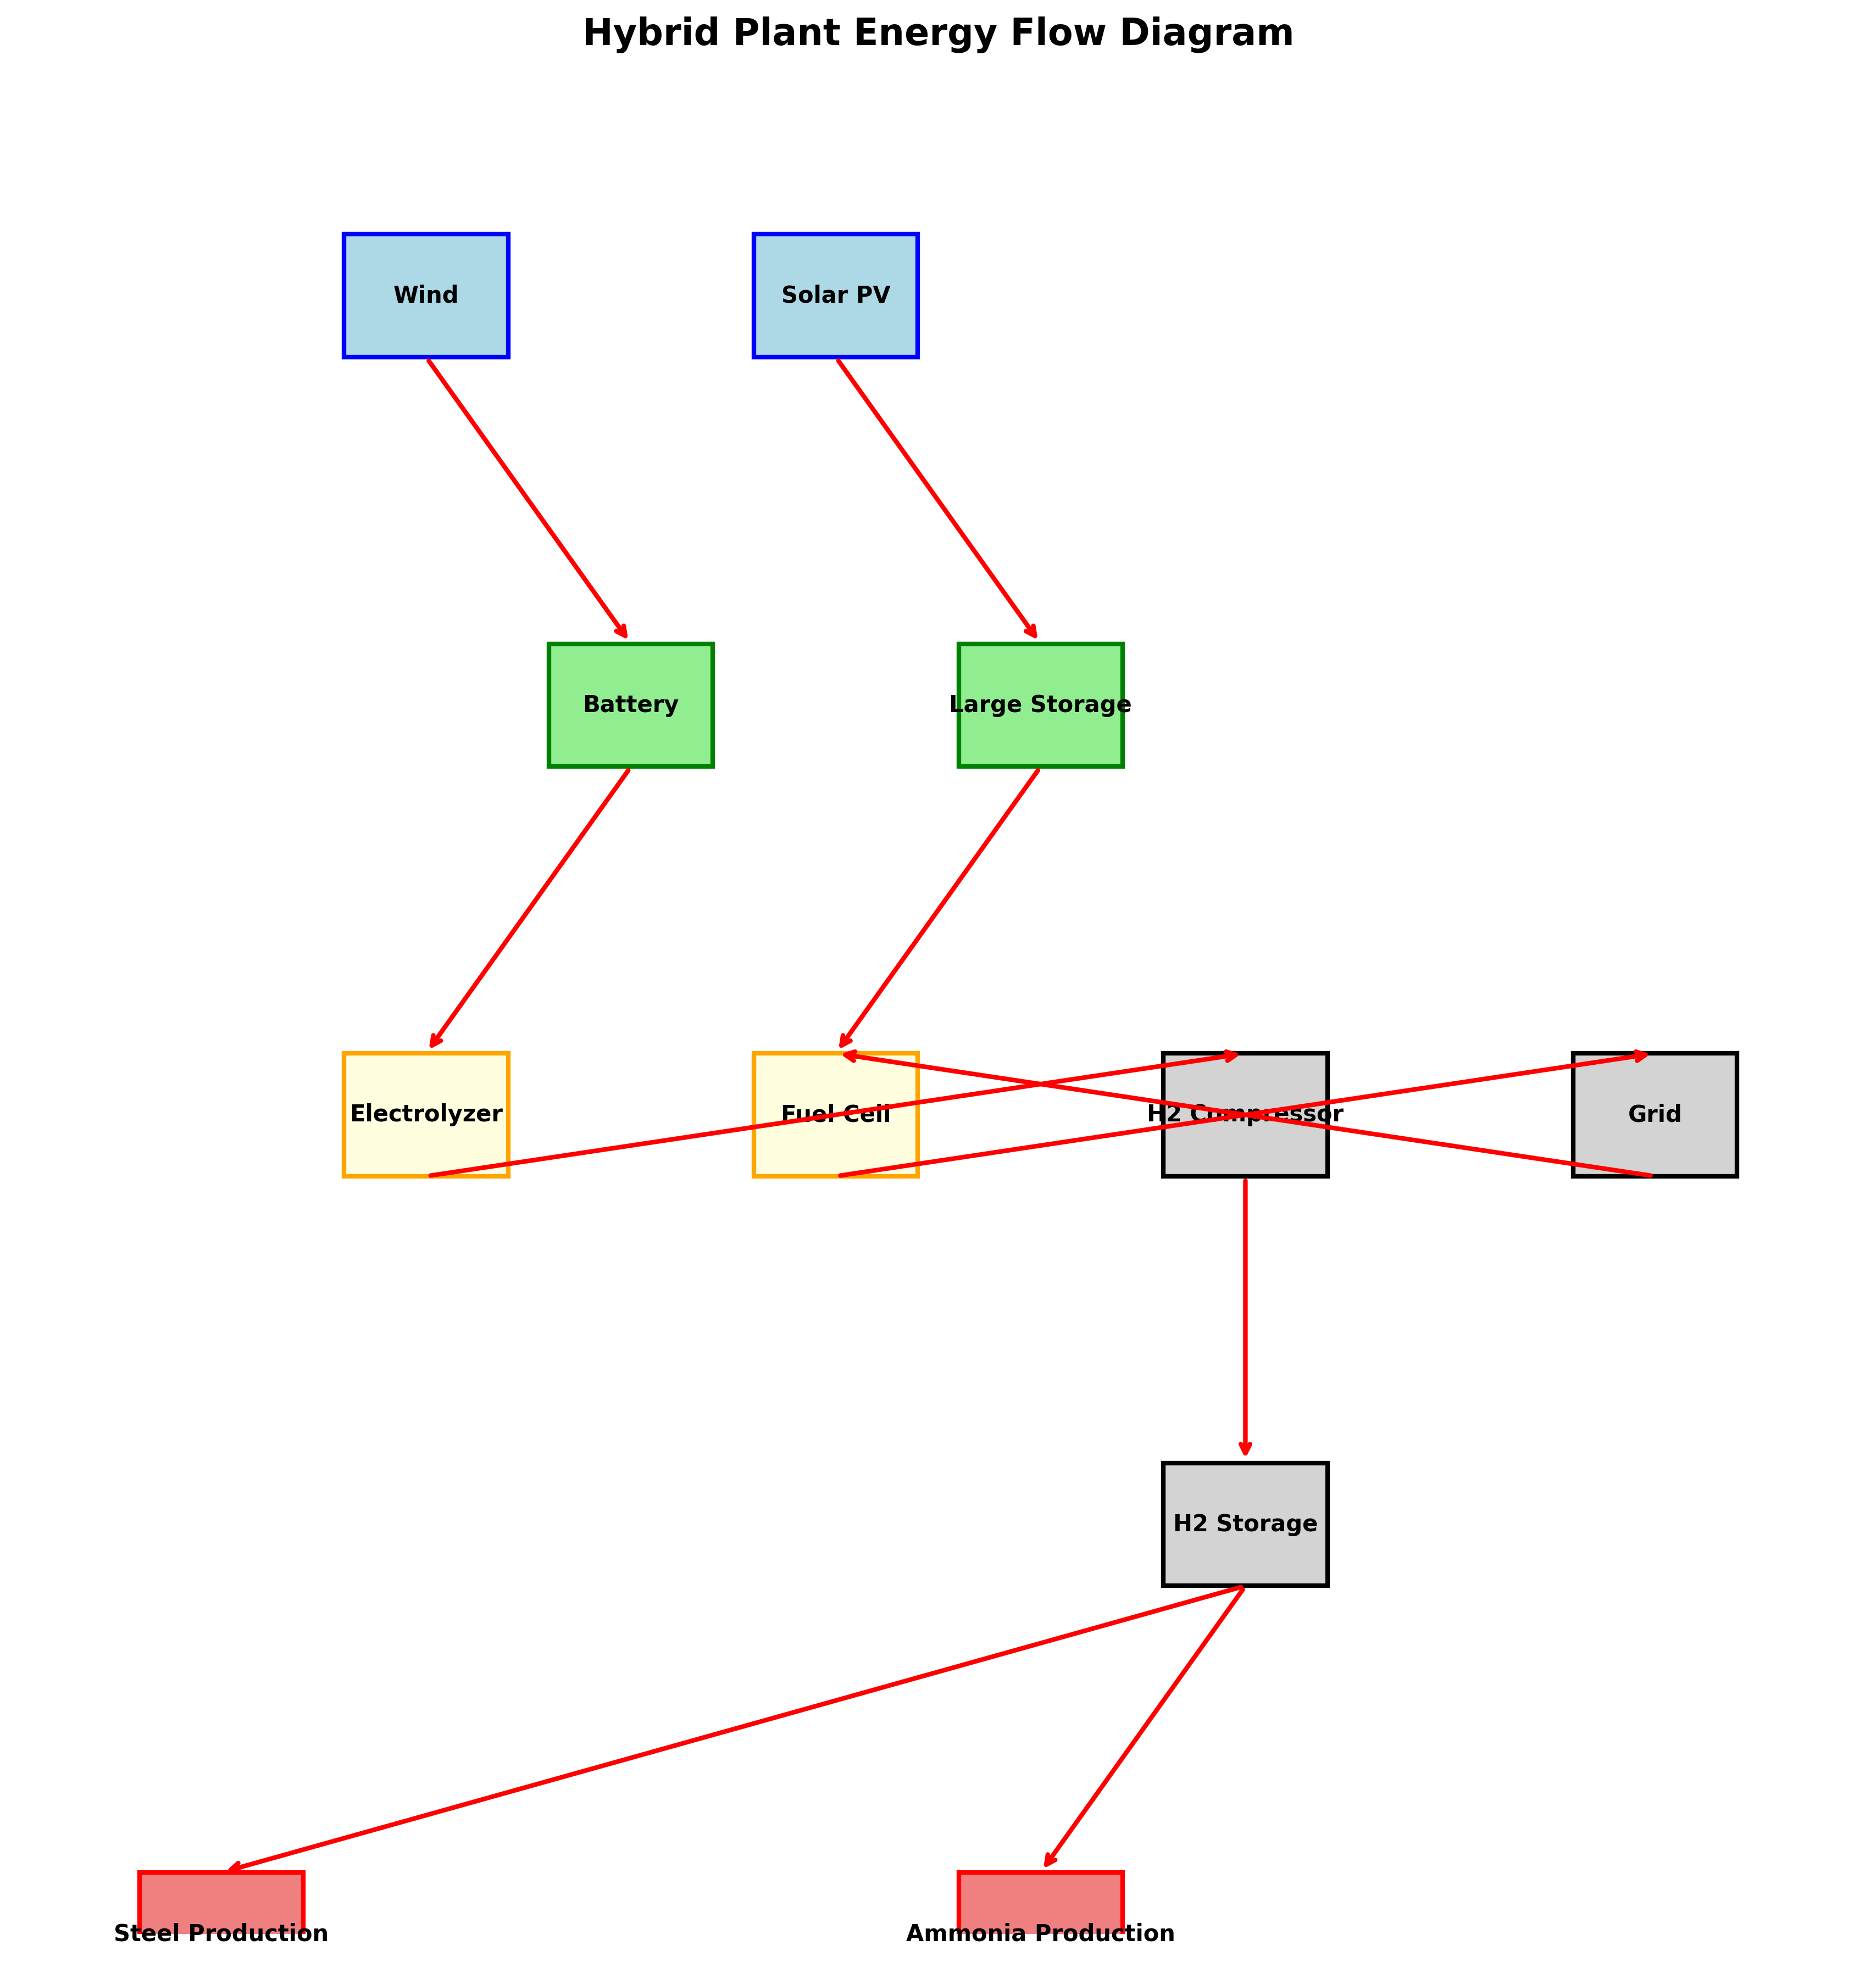 Hybrid Plant Energy Flow Diagram
Wind
Solar PV
Battery
Large Storage
Electrolyzer
Fuel Cell
H2 Compressor
Grid
H2 Storage
Steel Production
Ammonia Production